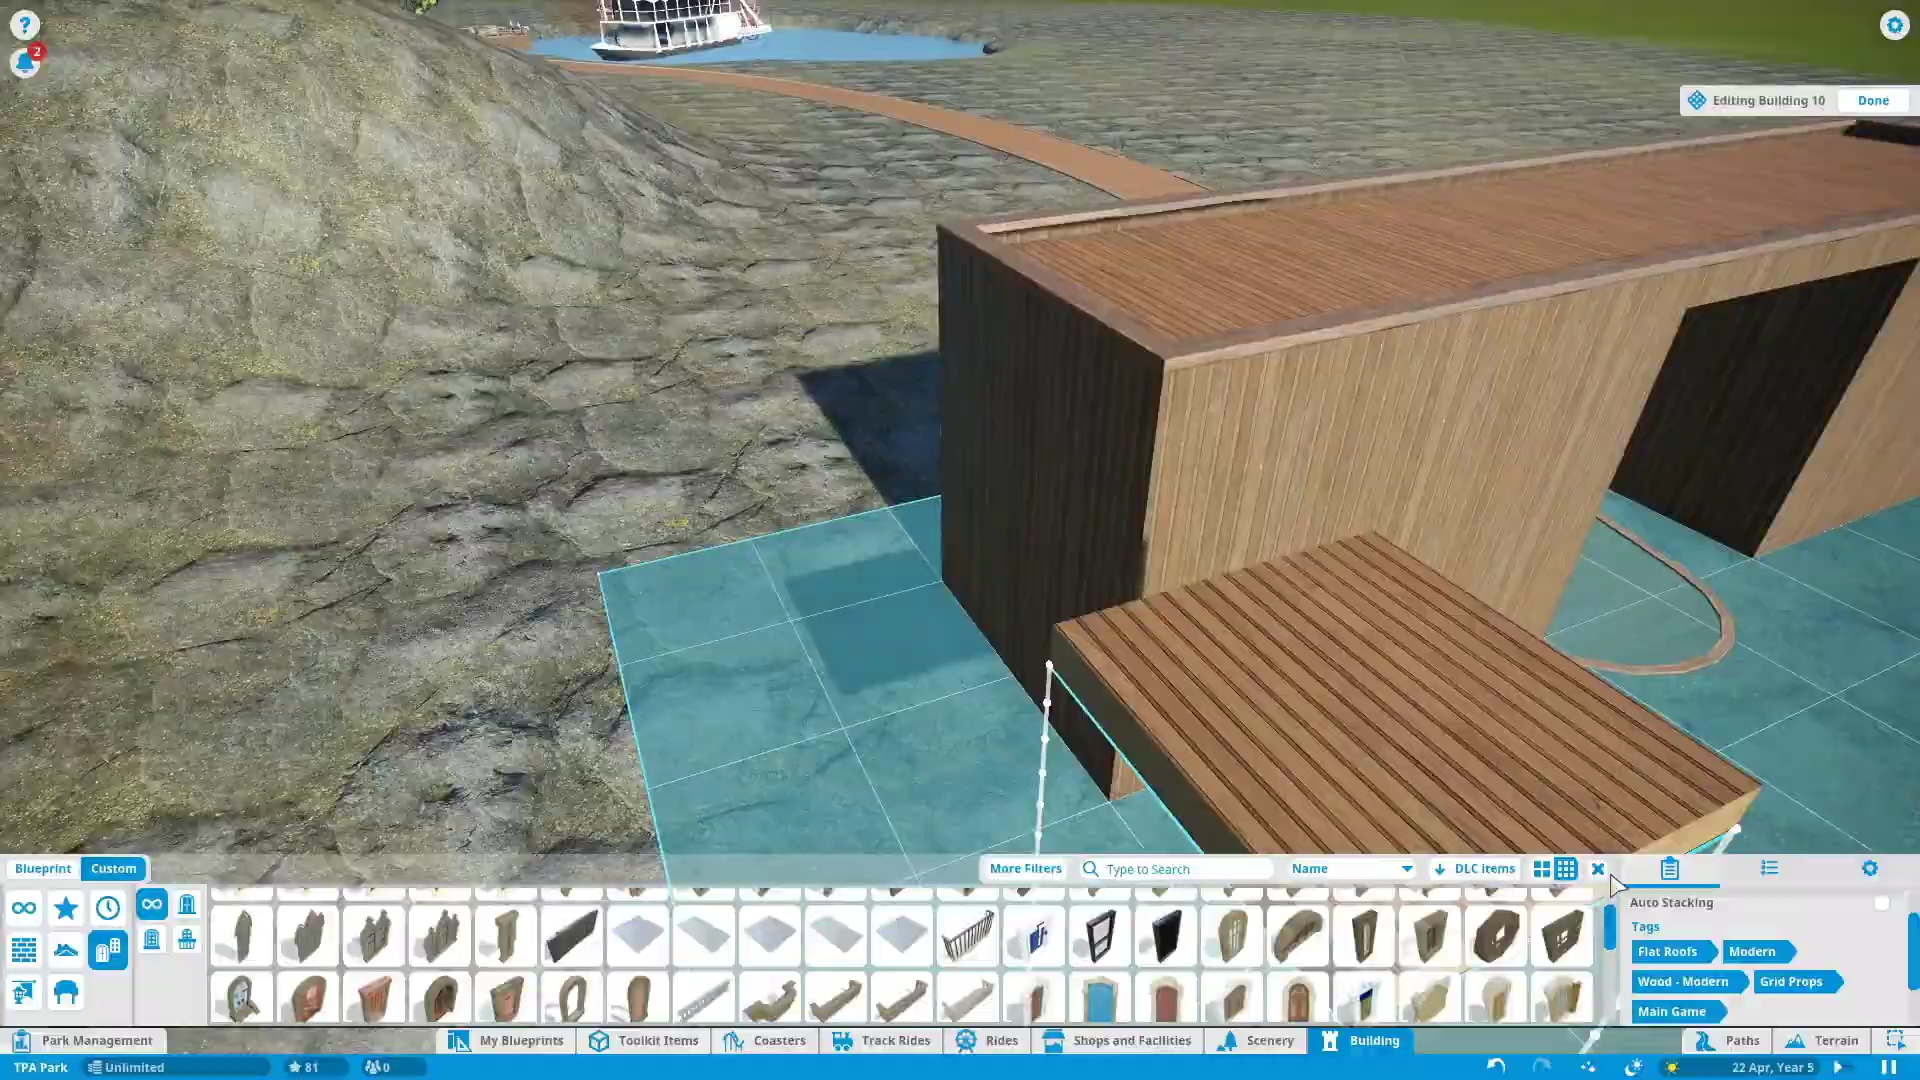 ?
2
Editing Building 10 Done
Blueprint Custom
More Filters Type to Search Name DLC items
Auto Stacking
Tags
Flat Roofs Modern
Wood - Modern Grid Props
Main Game
Park Management My Blueprints Toolkit Items Coasters Track Rides Rides Shops and Facilities Scenery Building Paths Terrain
TPA Park Unlimited 81 0 22 Apr, Year 5